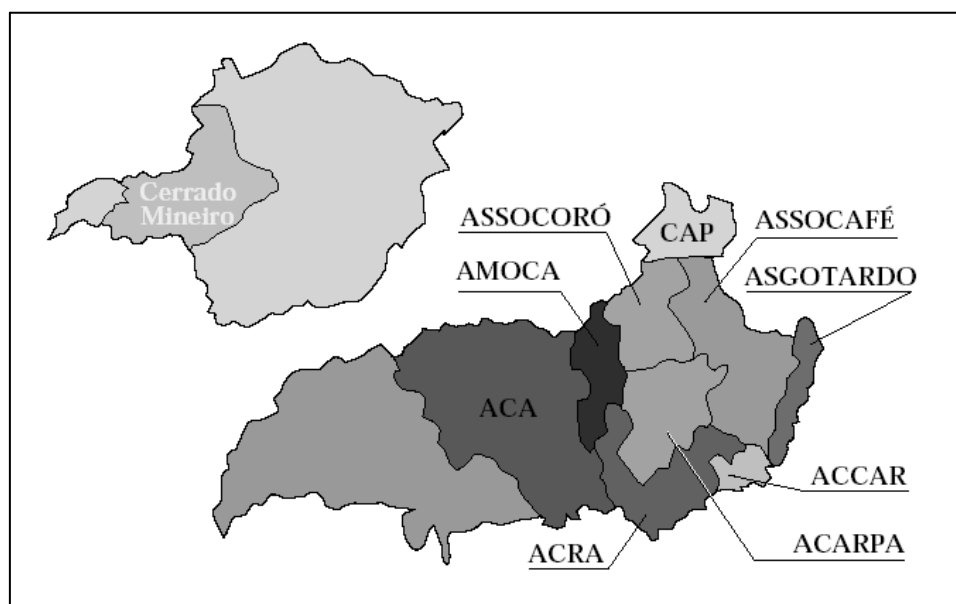 Cerrado
Mineiro
ASSOCORÓ
CAP
ASSOCAFÉ
AMOCA
ASGOTARDO
ACA
ACCAR
ACRA
ACARPA